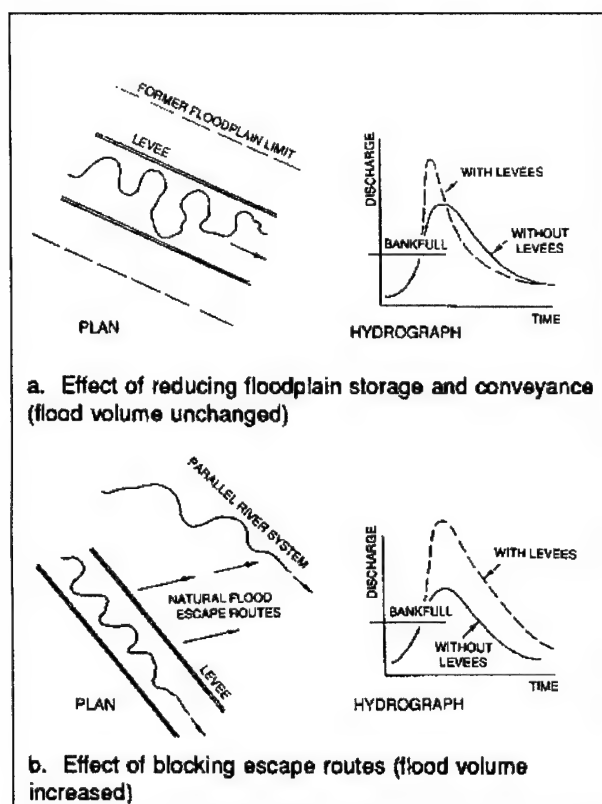 FORMER FLOODPLAIN LIMIT
LEVEE
PLAN
DISCHARGE
WITH LEVEES
WITHOUT
LEVEES
BANKFULL
TIME
HYDROGRAPH
a. Effect of reducing floodplain storage and conveyance
(flood volume unchanged)
PARALLEL RIVER SYSTEM
NATURAL FLOOD
ESCAPE ROUTES
LEVEE
PLAN
DISCHARGE
WITH LEVEES
BANKFULL
WITHOUT
LEVEES
TIME
HYDROGRAPH
b. Effect of blocking escape routes (flood volume
increased)